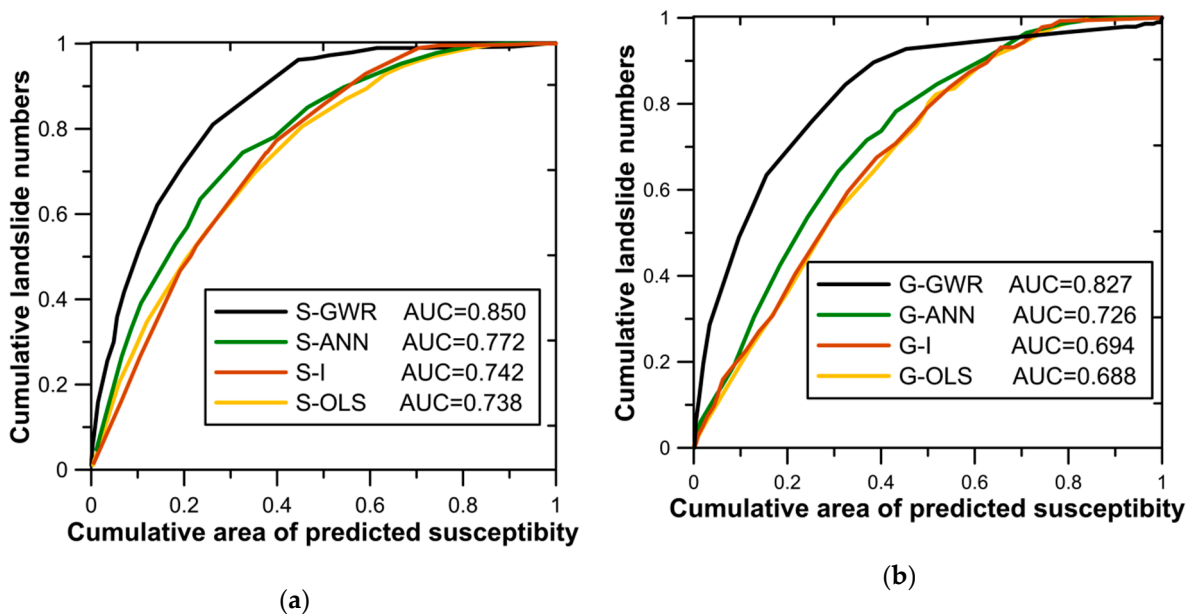 1
0.8
0.6
0.4
0.2
0
Cumulative landslide numbers
S-GWR AUC=0.850
S-ANN AUC=0.772
S-I AUC=0.742
S-OLS AUC=0.738
0 0.2 0.4 0.6 0.8 1
Cumulative area of predicted susceptibity
(a)
1
0.8
0.6
0.4
0.2
0
Cumulative landslide numbers
G-GWR AUC=0.827
G-ANN AUC=0.726
G-I AUC=0.694
G-OLS AUC=0.688
0 0.2 0.4 0.6 0.8 1
Cumulative area of predicted susceptibity
(b)